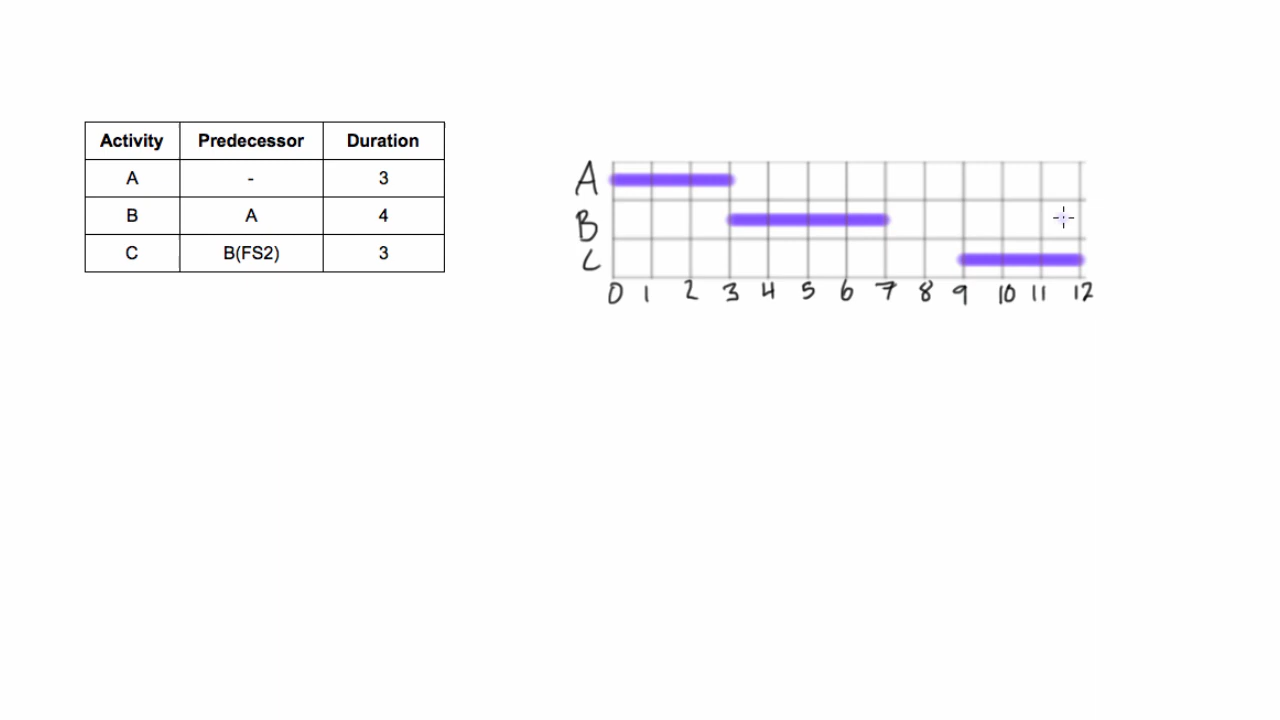 Activity Predecessor Duration
A - 3
B A 4
C B(FS2) 3
A
B
C
0 1 2 3 4 5 6 7 8 9 10 11 12